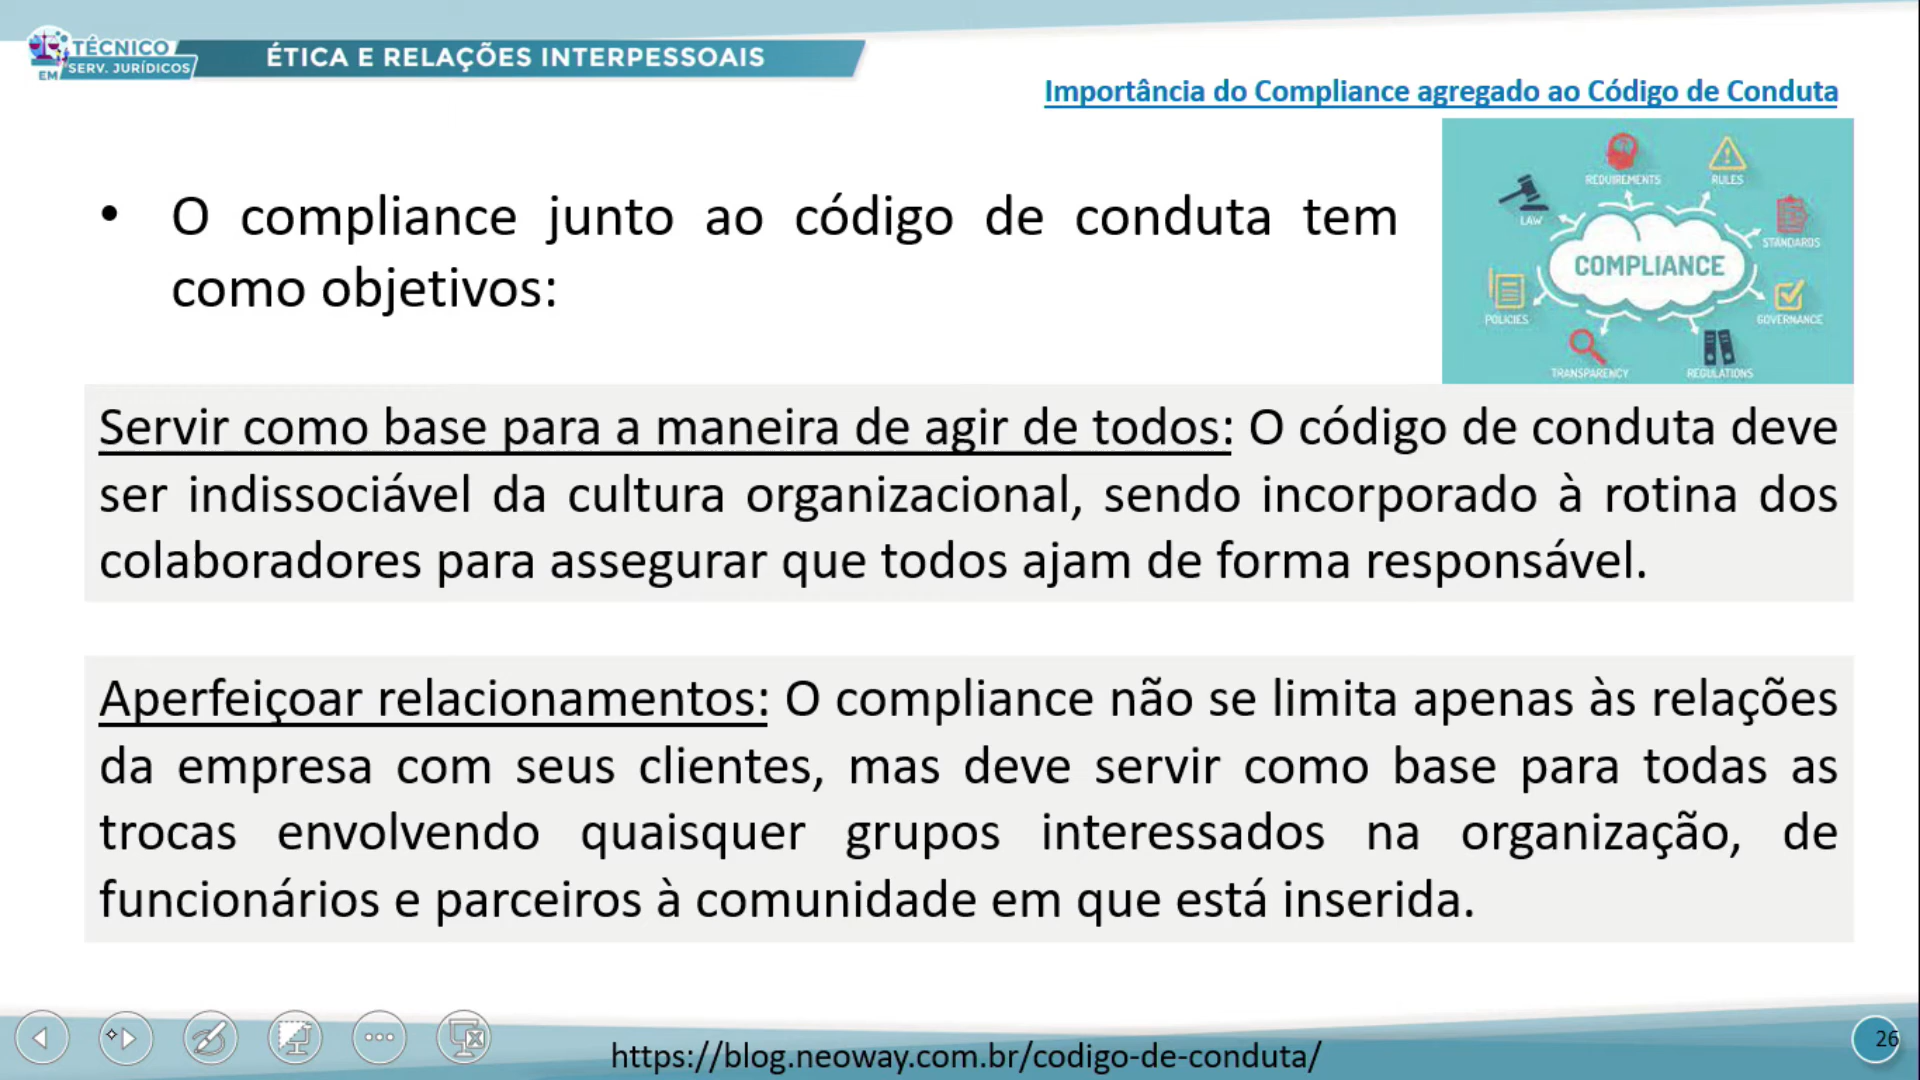 TÉCNICO
EM SERV. JURÍDICOS
ÉTICA E RELAÇÕES INTERPESSOAIS
Importância do Compliance agregado ao Código de Conduta
• O compliance junto ao código de conduta tem
como objetivos:
REQUIREMENTS
RULES
LAW
STANDARDS
COMPLIANCE
POLICIES
GOVERNANCE
TRANSPARENCY
REGULATIONS
Servir como base para a maneira de agir de todos: O código de conduta deve
ser indissociável da cultura organizacional, sendo incorporado à rotina dos
colaboradores para assegurar que todos ajam de forma responsável.
Aperfeiçoar relacionamentos: O compliance não se limita apenas às relações
da empresa com seus clientes, mas deve servir como base para todas as
trocas envolvendo quaisquer grupos interessados na organização, de
funcionários e parceiros à comunidade em que está inserida.
https://blog.neoway.com.br/codigo-de-conduta/
26